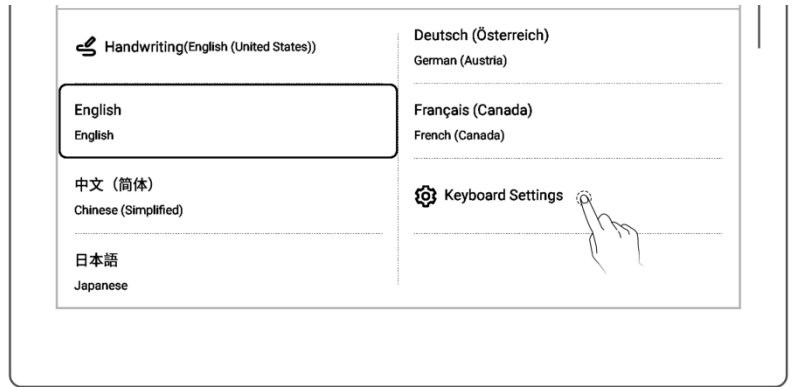 Handwriting(English (United States))
English
English
中文（简体）
Chinese (Simplified)
日本語
Japanese
Deutsch (Österreich)
German (Austria)
Français (Canada)
French (Canada)
Keyboard Settings